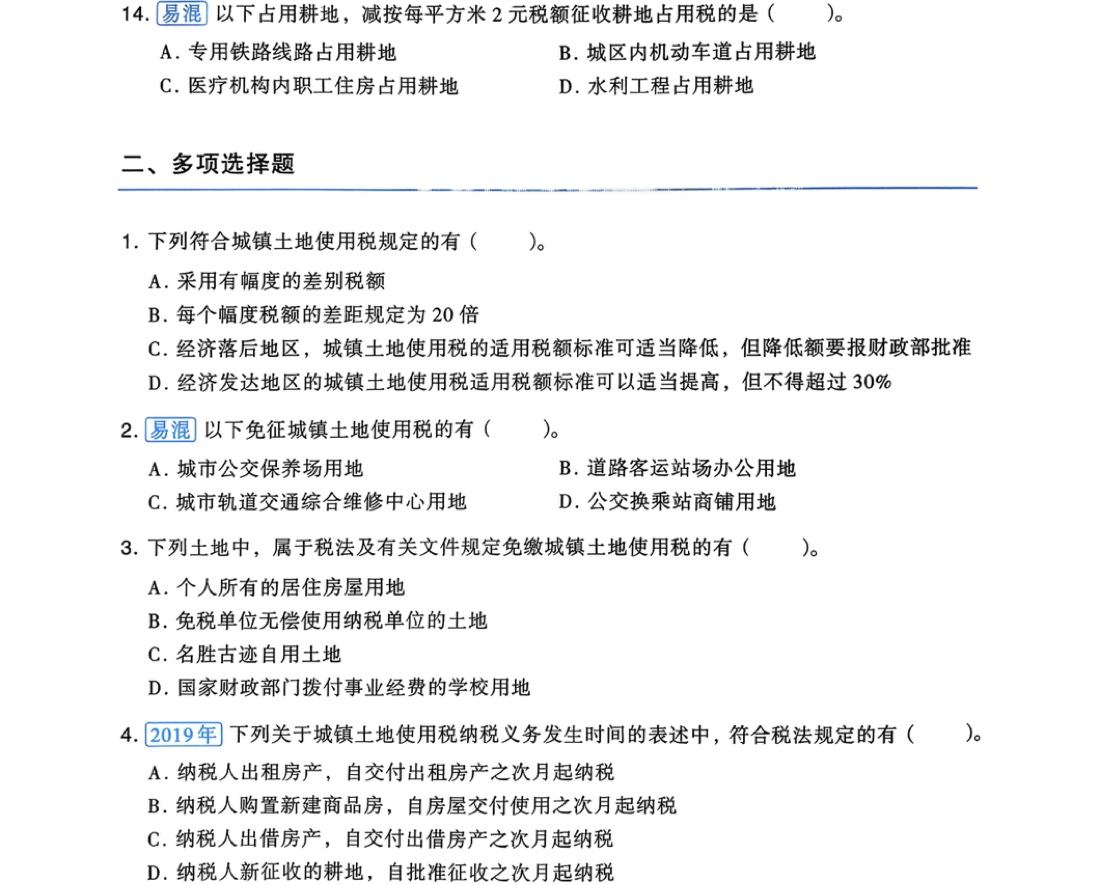 14. 易混 以下占用耕地，减按每平方米 2 元税额征收耕地占用税的是（　　）。
A. 专用铁路线路占用耕地　　B. 城区内机动车道占用耕地
C. 医疗机构内职工住房占用耕地　　D. 水利工程占用耕地
二、多项选择题
1. 下列符合城镇土地使用税规定的有（　　）。
A. 采用有幅度的差别税额
B. 每个幅度税额的差距规定为 20 倍
C. 经济落后地区，城镇土地使用税的适用税额标准可适当降低，但降低额要报财政部批准
D. 经济发达地区的城镇土地使用税适用税额标准可以适当提高，但不得超过 30%
2. 易混 以下免征城镇土地使用税的有（　　）。
A. 城市公交保养场用地　　B. 道路客运站场办公用地
C. 城市轨道交通综合维修中心用地　　D. 公交换乘站商铺用地
3. 下列土地中，属于税法及有关文件规定免缴城镇土地使用税的有（　　）。
A. 个人所有的居住房屋用地
B. 免税单位无偿使用纳税单位的土地
C. 名胜古迹自用土地
D. 国家财政部门拨付事业经费的学校用地
4. 2019 年 下列关于城镇土地使用税纳税义务发生时间的表述中，符合税法规定的有（　　）。
A. 纳税人出租房产，自交付出租房产之次月起纳税
B. 纳税人购置新建商品房，自房屋交付使用之次月起纳税
C. 纳税人出借房产，自交付出借房产之次月起纳税
D. 纳税人新征收的耕地，自批准征收之次月起纳税